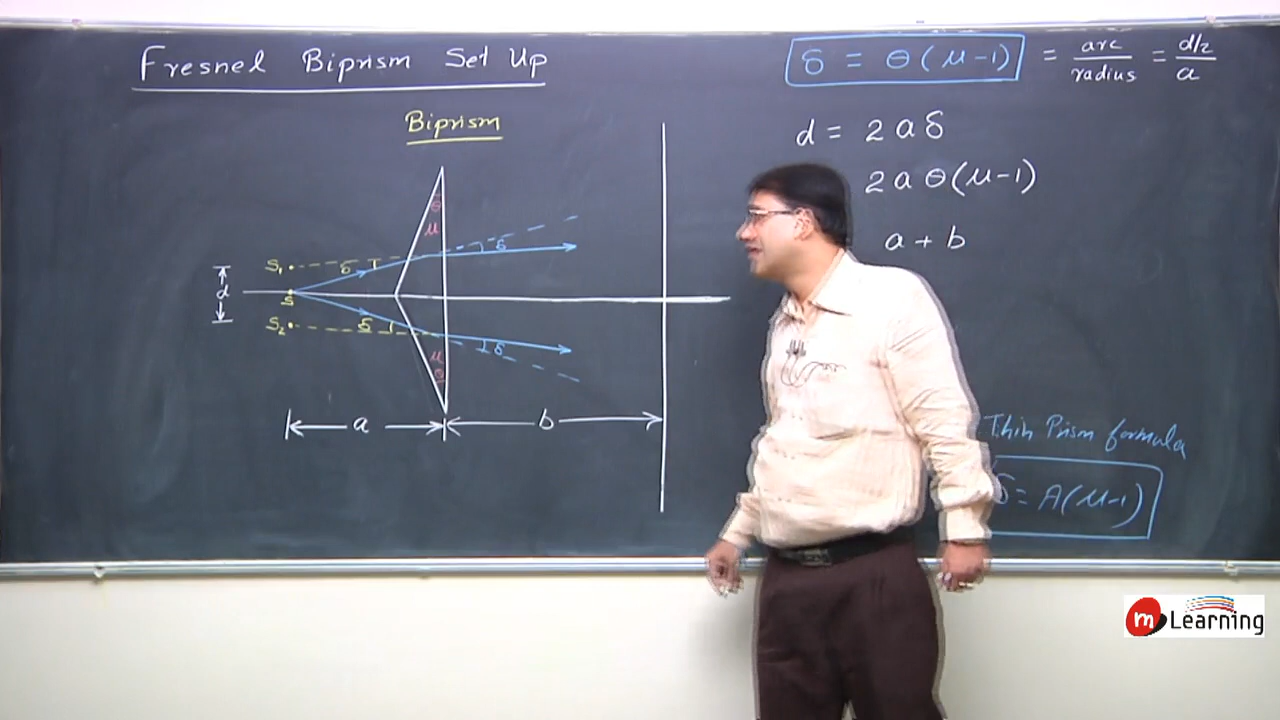 Fresnel Biprism Set Up
δ = θ(μ-1) = arc/radius = d/2/a
Biprism
d = 2aδ
2aθ(μ-1)
a + b
θ
μ
S₁
δ
δ
d
S
S₂
δ
δ
μ
θ
a
b
Thin Prism formula
δ = A(μ-1)
m Learning